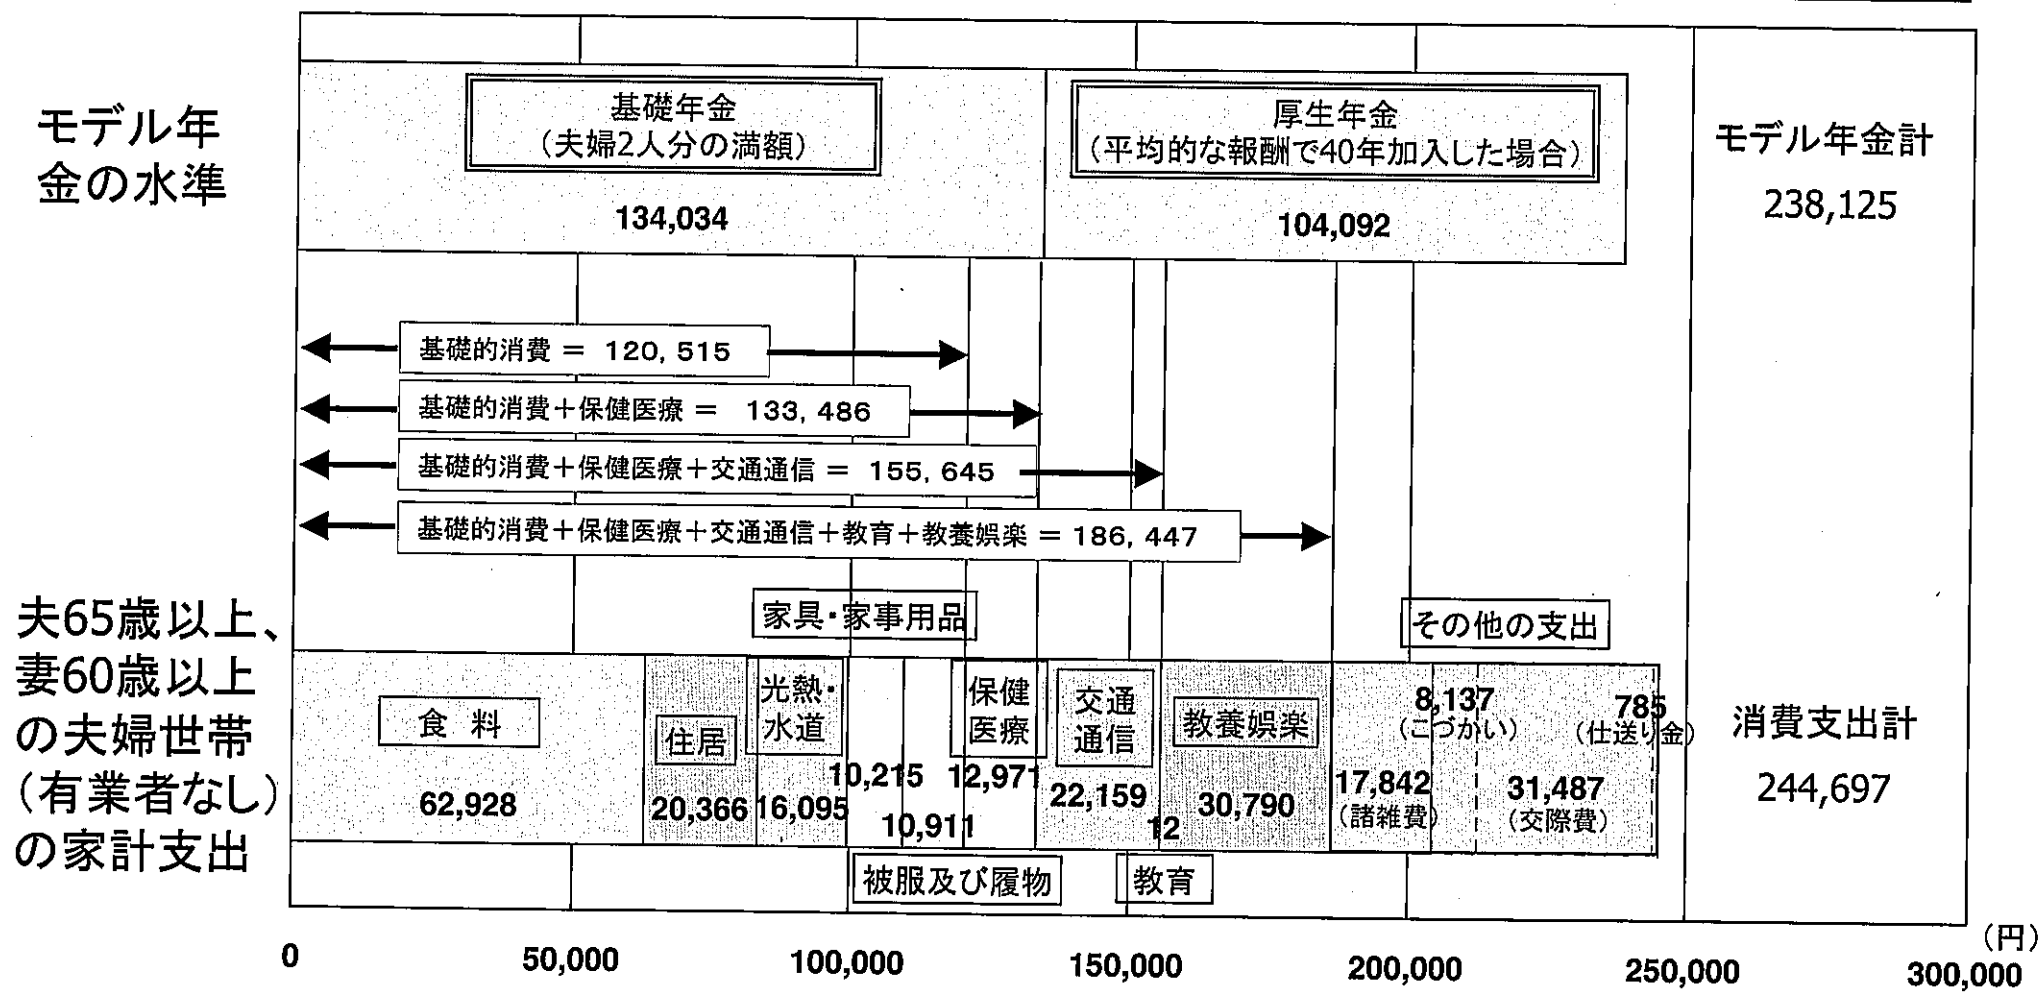 モデル年
金の水準
基礎年金
（夫婦2人分の満額）
134,034
厚生年金
（平均的な報酬で40年加入した場合）
104,092
モデル年金計
238,125
基礎的消費 ＝ 120,515
基礎的消費＋保健医療 ＝ 133,486
基礎的消費＋保健医療＋交通通信 ＝ 155,645
基礎的消費＋保健医療＋交通通信＋教育＋教養娯楽 ＝ 186,447
夫65歳以上、
妻60歳以上
の夫婦世帯
（有業者なし）
の家計支出
家具・家事用品
その他の支出
食 料
62,928
住居
20,366
光熱・
水道
16,095
10,215
10,911
保健
医療
12,971
交通
通信
22,159
12
教養娯楽
30,790
17,842
（諸雑費）
8,137
（こづかい）
31,487
（交際費）
785
（仕送り金）
消費支出計
244,697
被服及び履物
教育
0
50,000
100,000
150,000
200,000
250,000
300,000
（円）